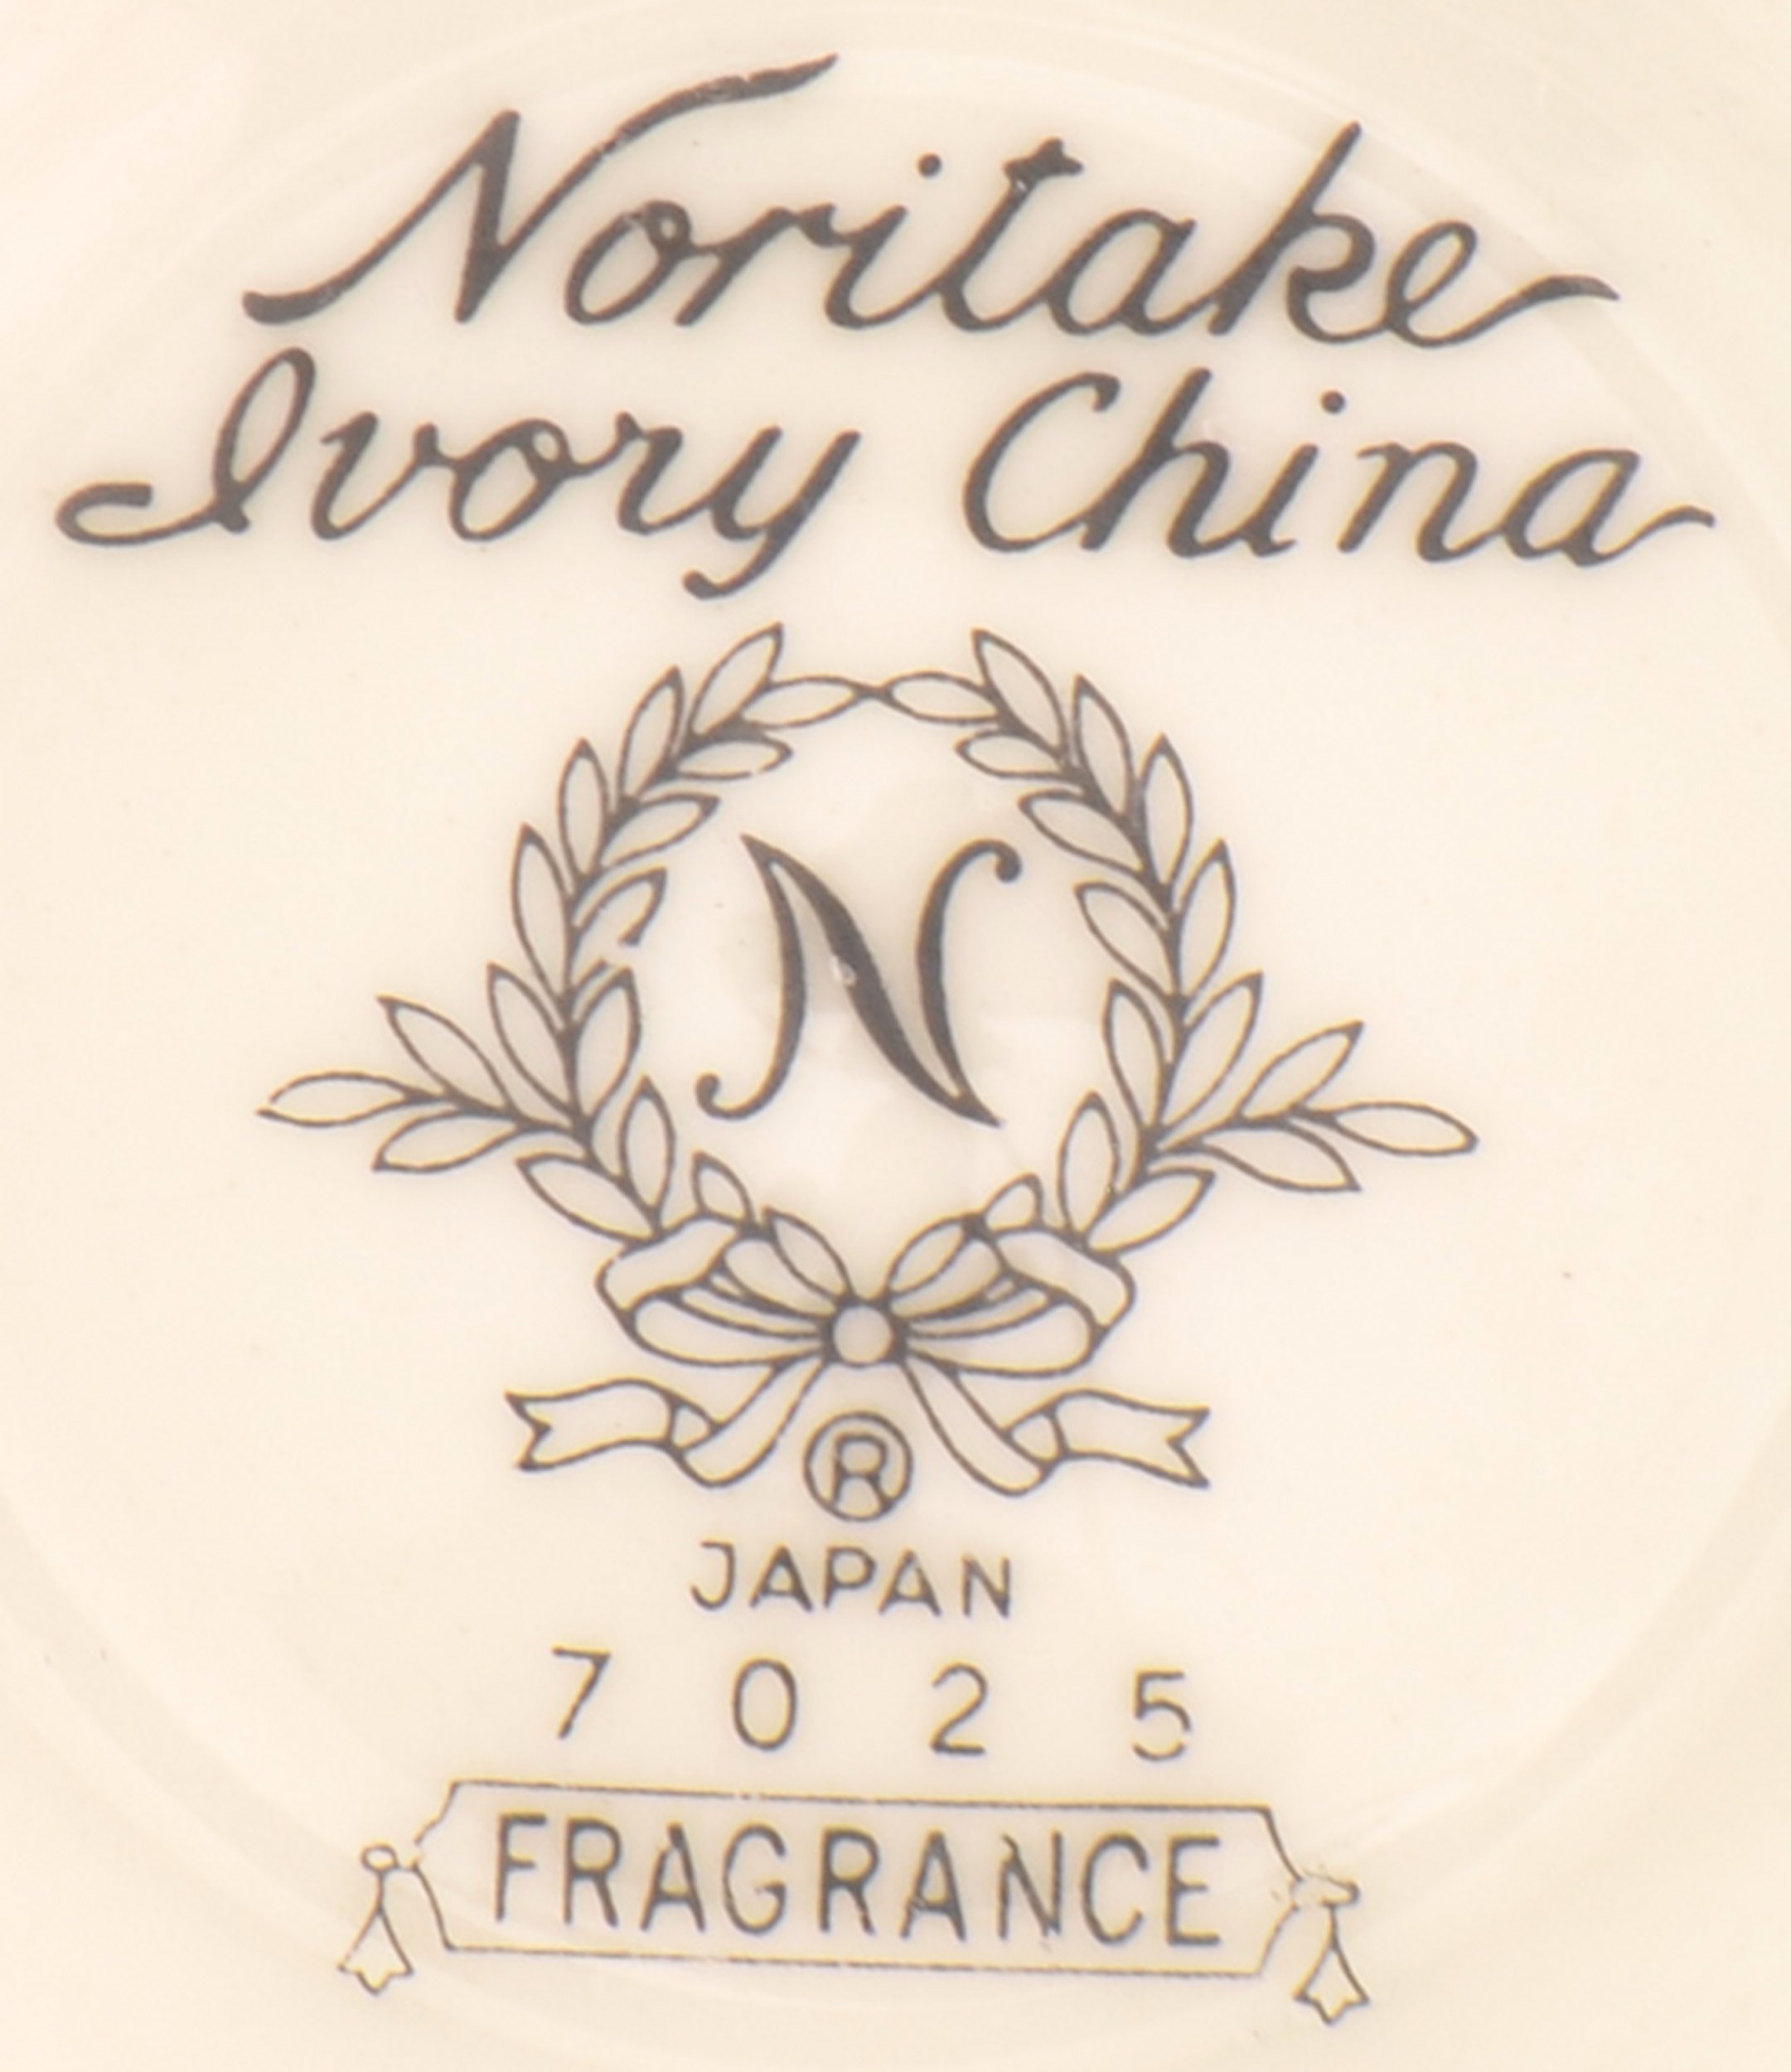 Noritake
Ivory China
N
®
JAPAN
7025
FRAGRANCE